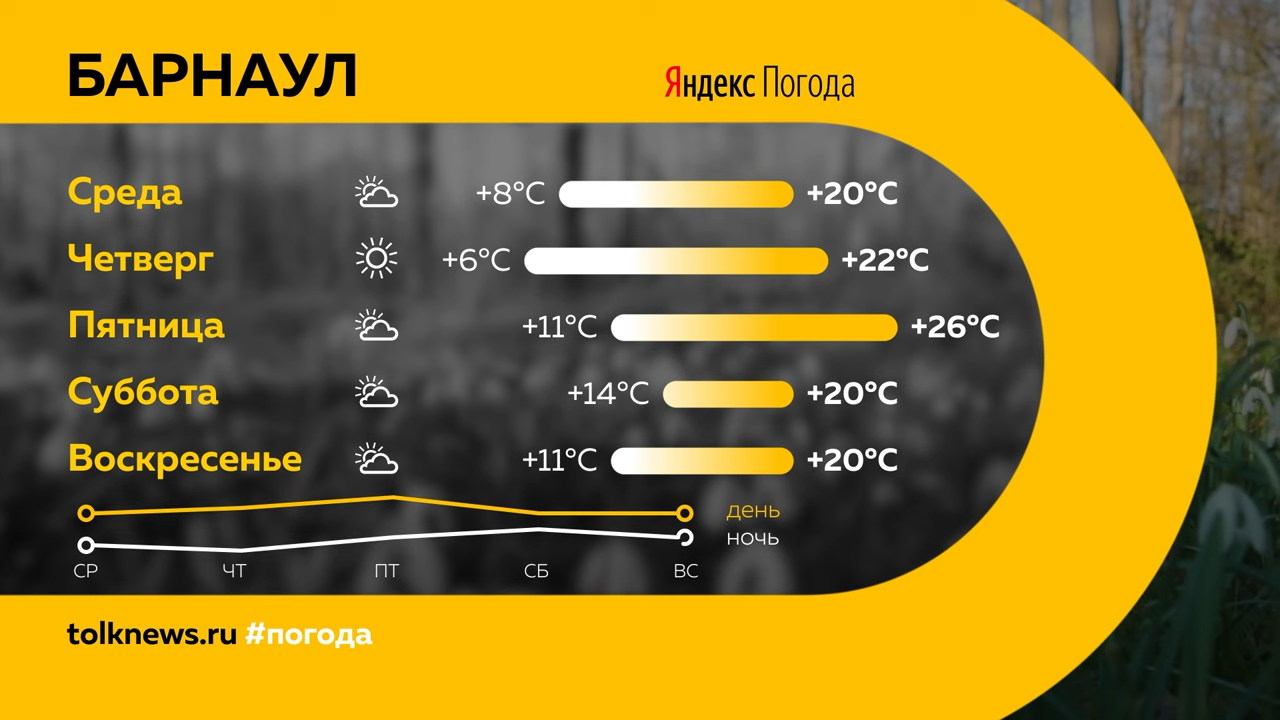 БАРНАУЛ
Яндекс Погода
Среда +8°C +20°C
Четверг +6°C +22°C
Пятница +11°C +26°C
Суббота +14°C +20°C
Воскресенье +11°C +20°C
день
ночь
СР ЧТ ПТ СБ ВС
tolknews.ru #погода